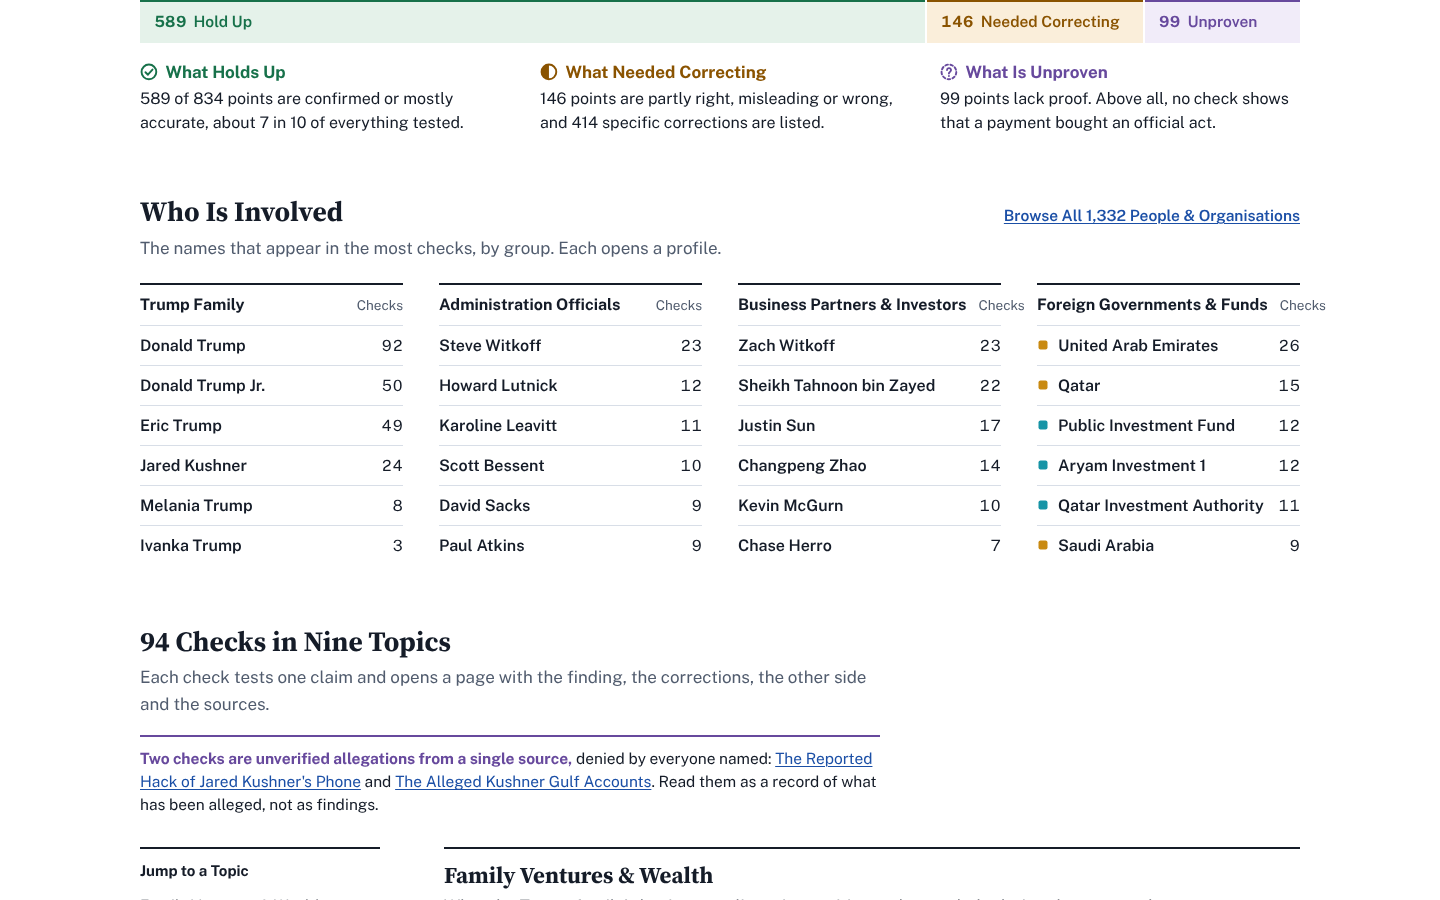 589 Hold Up
146 Needed Correcting
99 Unproven
What Holds Up
589 of 834 points are confirmed or mostly
accurate, about 7 in 10 of everything tested.
What Needed Correcting
146 points are partly right, misleading or wrong,
and 414 specific corrections are listed.
What Is Unproven
99 points lack proof. Above all, no check shows
that a payment bought an official act.
Who Is Involved
Browse All 1,332 People & Organisations
The names that appear in the most checks, by group. Each opens a profile.
Trump Family Checks
Donald Trump 92
Donald Trump Jr. 50
Eric Trump 49
Jared Kushner 24
Melania Trump 8
Ivanka Trump 3
Administration Officials Checks
Steve Witkoff 23
Howard Lutnick 12
Karoline Leavitt 11
Scott Bessent 10
David Sacks 9
Paul Atkins 9
Business Partners & Investors Checks
Zach Witkoff 23
Sheikh Tahnoon bin Zayed 22
Justin Sun 17
Changpeng Zhao 14
Kevin McGurn 10
Chase Herro 7
Foreign Governments & Funds Checks
United Arab Emirates 26
Qatar 15
Public Investment Fund 12
Aryam Investment 1 12
Qatar Investment Authority 11
Saudi Arabia 9
94 Checks in Nine Topics
Each check tests one claim and opens a page with the finding, the corrections, the other side
and the sources.
Two checks are unverified allegations from a single source, denied by everyone named: The Reported
Hack of Jared Kushner's Phone and The Alleged Kushner Gulf Accounts. Read them as a record of what
has been alleged, not as findings.
Jump to a Topic
Family Ventures & Wealth